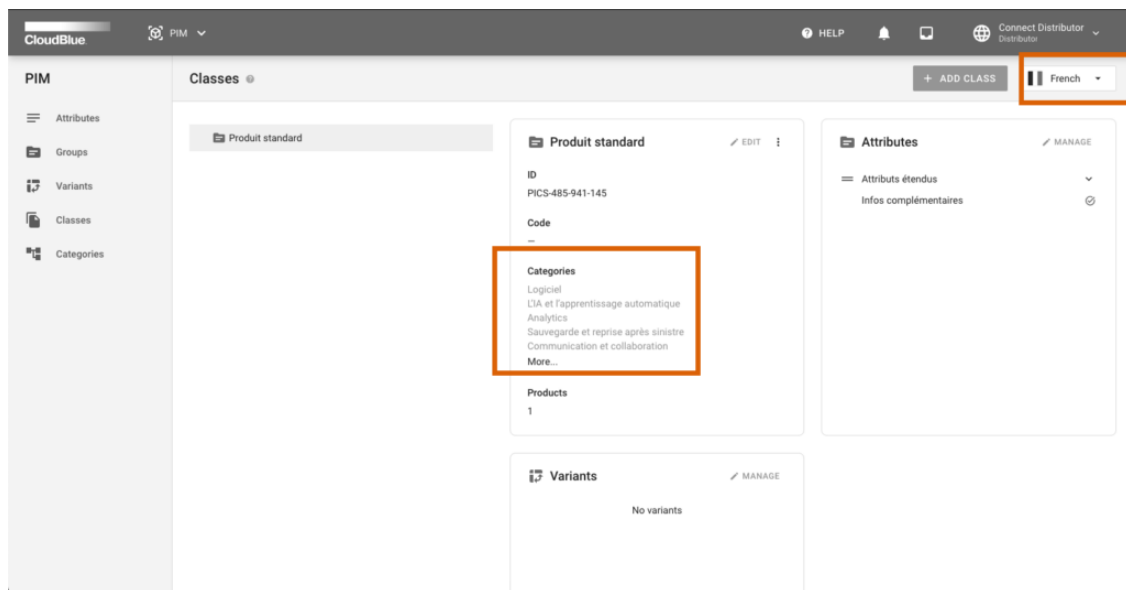 CloudBlue.
PIM
HELP
Connect Distributor
Distributor
PIM
Classes
+ ADD CLASS
French
Attributes
Groups
Variants
Classes
Categories
Produit standard
Produit standard
EDIT
ID
PICS-485-941-145
Code
–
Categories
Logiciel
L'IA et l'apprentissage automatique
Analytics
Sauvegarde et reprise après sinistre
Communication et collaboration
More...
Products
1
Attributes
MANAGE
Attributs étendus
Infos complémentaires
Variants
MANAGE
No variants